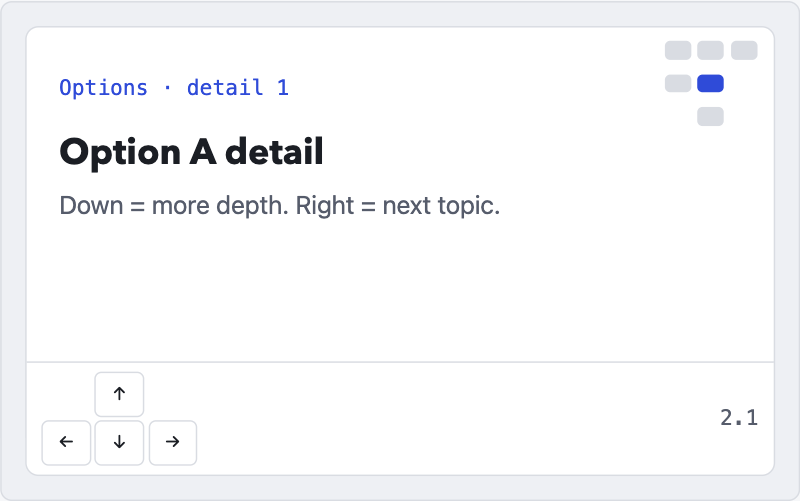 Options · detail 1
Option A detail
Down = more depth. Right = next topic.
↑
← ↓ →
2.1